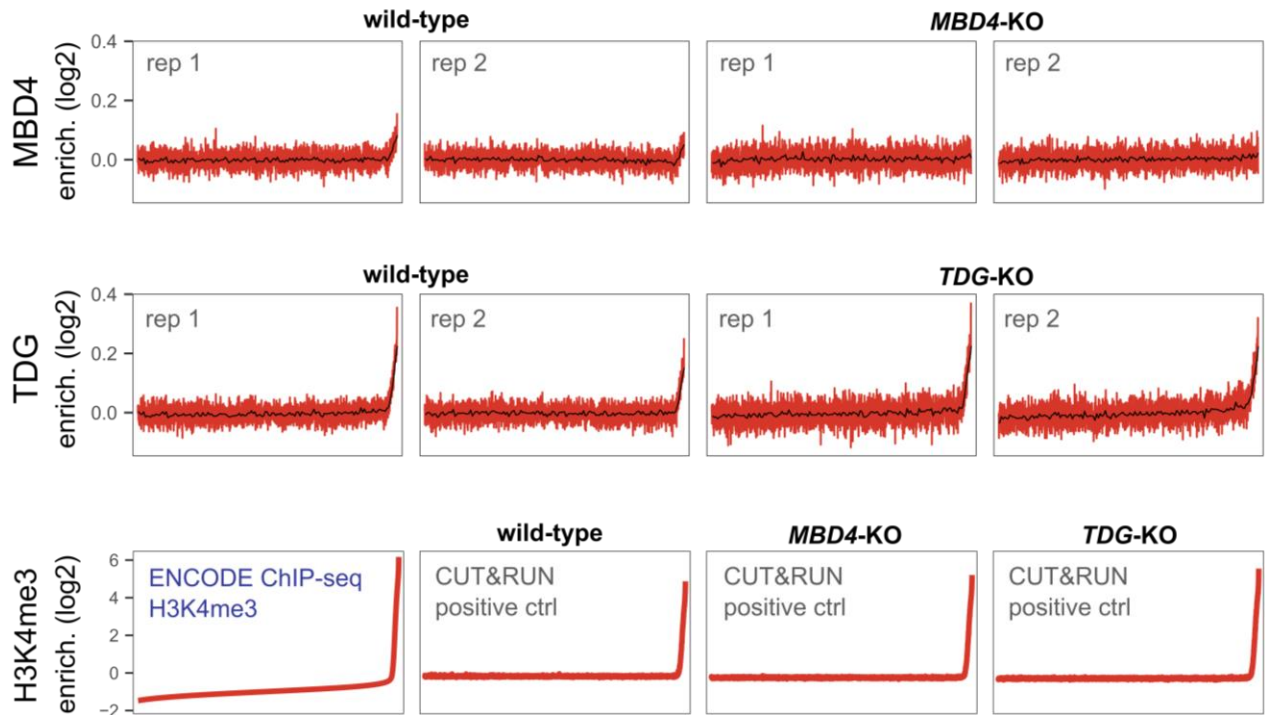 wild-type
MBD4-KO
MBD4
enrich. (log2)
0.4
0.2
0.0
rep 1
rep 2
rep 1
rep 2
wild-type
TDG-KO
TDG
enrich. (log2)
0.4
0.2
0.0
rep 1
rep 2
rep 1
rep 2
wild-type
MBD4-KO
TDG-KO
H3K4me3
enrich. (log2)
6
4
2
0
−2
ENCODE ChIP-seq
H3K4me3
CUT&RUN
positive ctrl
CUT&RUN
positive ctrl
CUT&RUN
positive ctrl